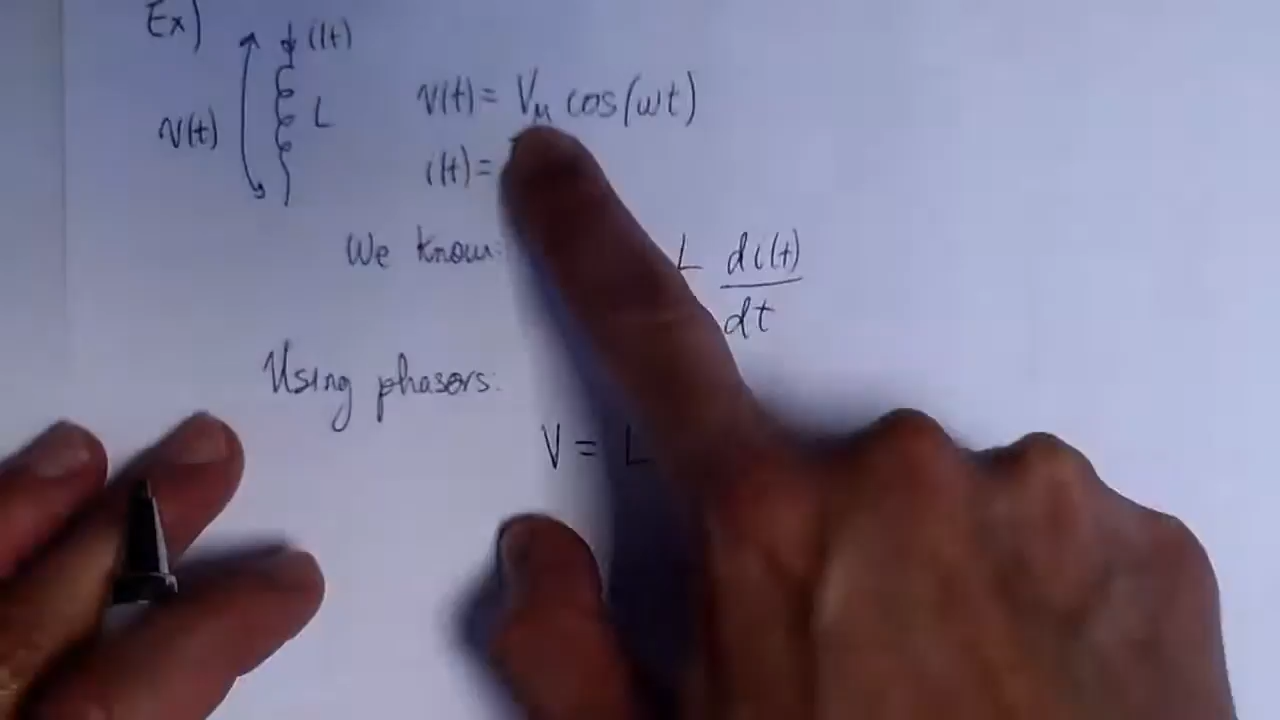 Ex)
i(t)
v(t)
L
v(t) = V_M cos(ωt)
i(t) =
We know:
L di(t)/dt
Using phasors:
V = L